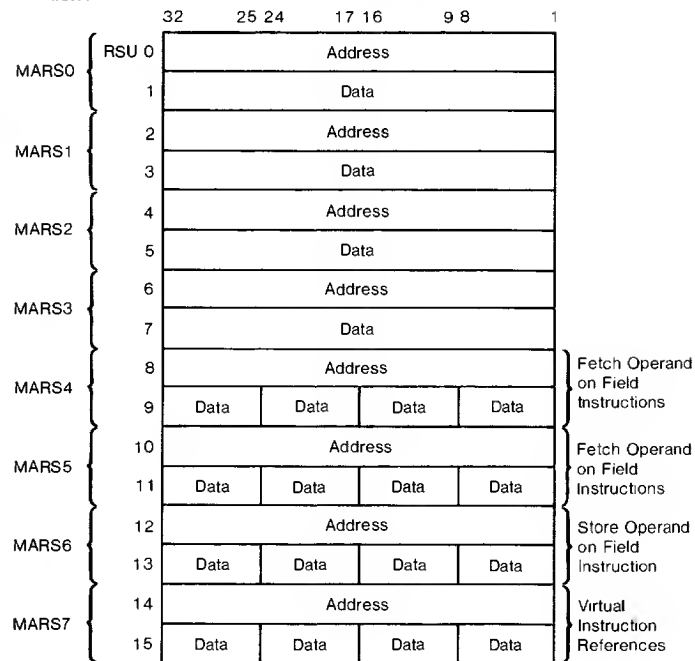 32 25 24 17 16 9 8 1
MARS0 RSU 0 Address
1 Data
MARS1 2 Address
3 Data
MARS2 4 Address
5 Data
MARS3 6 Address
7 Data
MARS4 8 Address Fetch Operand
on Field
Instructions
9 Data Data Data Data
MARS5 10 Address Fetch Operand
on Field
Instructions
11 Data Data Data Data
MARS6 12 Address Store Operand
on Field
Instruction
13 Data Data Data Data
MARS7 14 Address Virtual
Instruction
References
15 Data Data Data Data